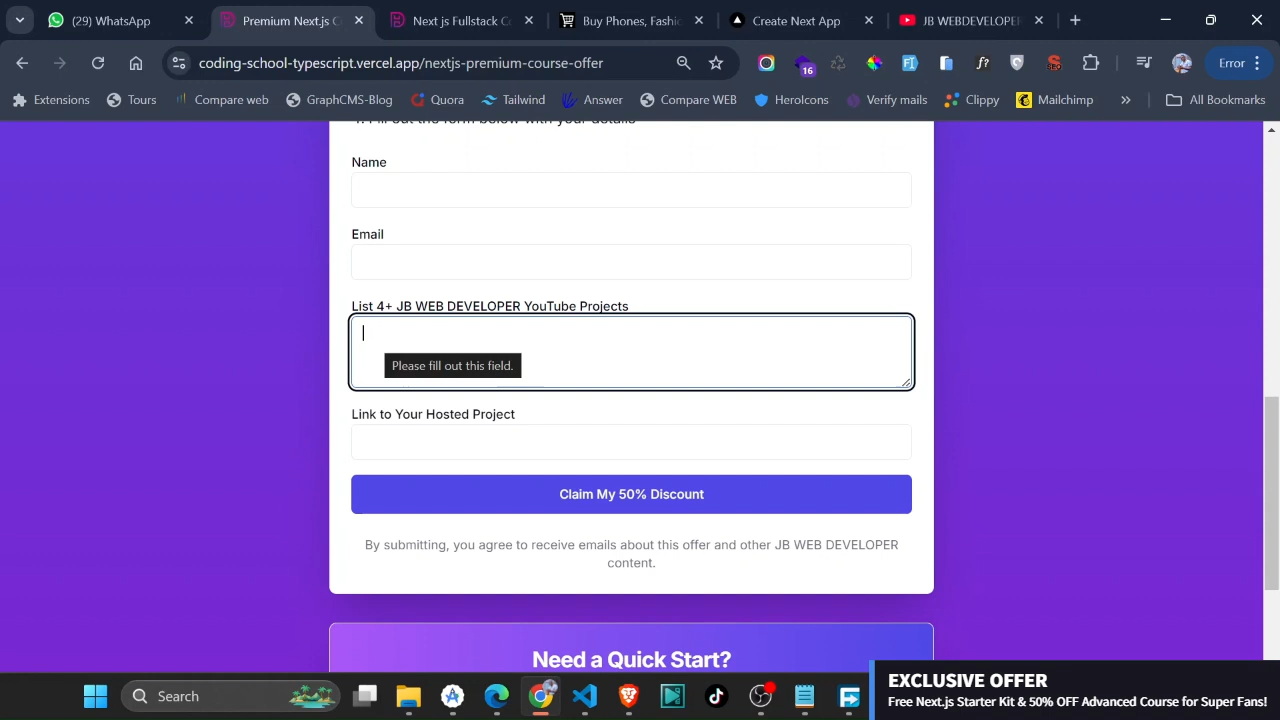 (29) WhatsApp
Premium Next.js C
Next js Fullstack C
Buy Phones, Fashio
Create Next App
JB WEBDEVELOPER
coding-school-typescript.vercel.app/nextjs-premium-course-offer
16
Error
Extensions
Tours
Compare web
GraphCMS-Blog
Quora
Tailwind
Answer
Compare WEB
HeroIcons
Verify mails
Clippy
Mailchimp
All Bookmarks
Name
Email
List 4+ JB WEB DEVELOPER YouTube Projects
Please fill out this field.
Link to Your Hosted Project
Claim My 50% Discount
By submitting, you agree to receive emails about this offer and other JB WEB DEVELOPER
content.
Need a Quick Start?
Search
EXCLUSIVE OFFER
Free Next.js Starter Kit & 50% OFF Advanced Course for Super Fans!